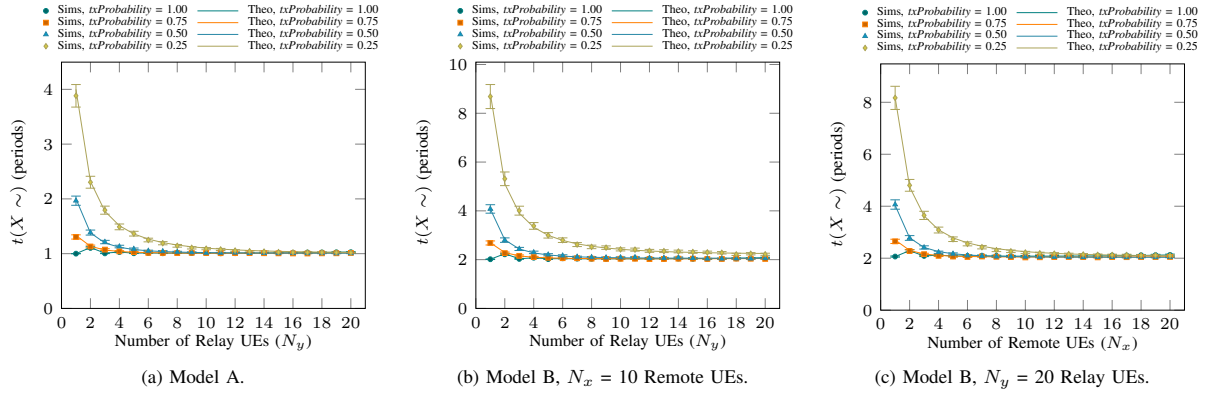 Sims, txProbability = 1.00 Theo, txProbability = 1.00
Sims, txProbability = 0.75 Theo, txProbability = 0.75
Sims, txProbability = 0.50 Theo, txProbability = 0.50
Sims, txProbability = 0.25 Theo, txProbability = 0.25
4
3
2
1
0
t(X ∼) (periods)
0 2 4 6 8 10 12 14 16 18 20
Number of Relay UEs (N_y)
(a) Model A.
Sims, txProbability = 1.00 Theo, txProbability = 1.00
Sims, txProbability = 0.75 Theo, txProbability = 0.75
Sims, txProbability = 0.50 Theo, txProbability = 0.50
Sims, txProbability = 0.25 Theo, txProbability = 0.25
10
8
6
4
2
0
t(X ∼) (periods)
0 2 4 6 8 10 12 14 16 18 20
Number of Relay UEs (N_y)
(b) Model B, N_x = 10 Remote UEs.
Sims, txProbability = 1.00 Theo, txProbability = 1.00
Sims, txProbability = 0.75 Theo, txProbability = 0.75
Sims, txProbability = 0.50 Theo, txProbability = 0.50
Sims, txProbability = 0.25 Theo, txProbability = 0.25
8
6
4
2
0
t(X ∼) (periods)
0 2 4 6 8 10 12 14 16 18 20
Number of Remote UEs (N_x)
(c) Model B, N_y = 20 Relay UEs.